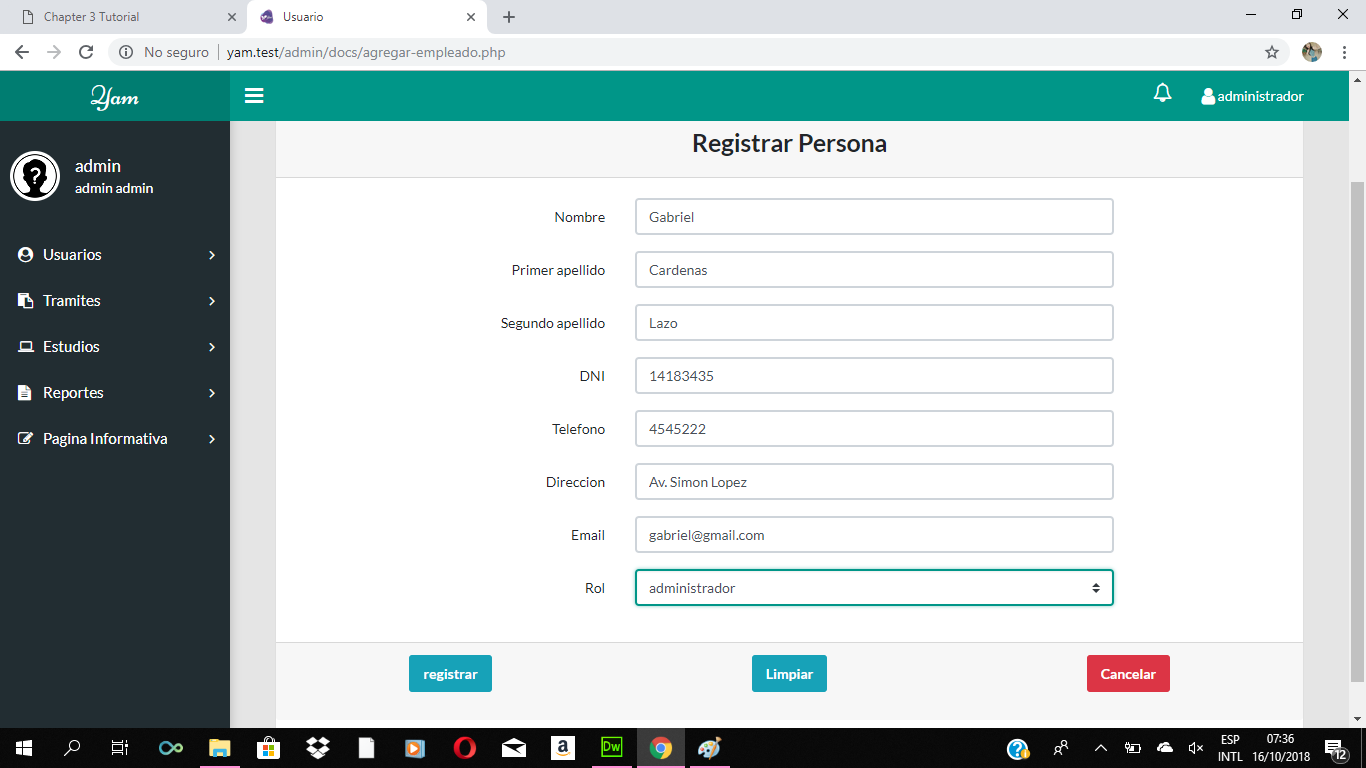 Chapter 3 Tutorial
Usuario
No seguro
yam.test/admin/docs/agregar-empleado.php
Yam
administrador
admin
admin admin
Usuarios
Tramites
Estudios
Reportes
Pagina Informativa
Registrar Persona
Nombre Gabriel
Primer apellido Cardenas
Segundo apellido Lazo
DNI 14183435
Telefono 4545222
Direccion Av. Simon Lopez
Email gabriel@gmail.com
Rol administrador
registrar Limpiar Cancelar
a
Dw
ESP
INTL
07:36
16/10/2018
12